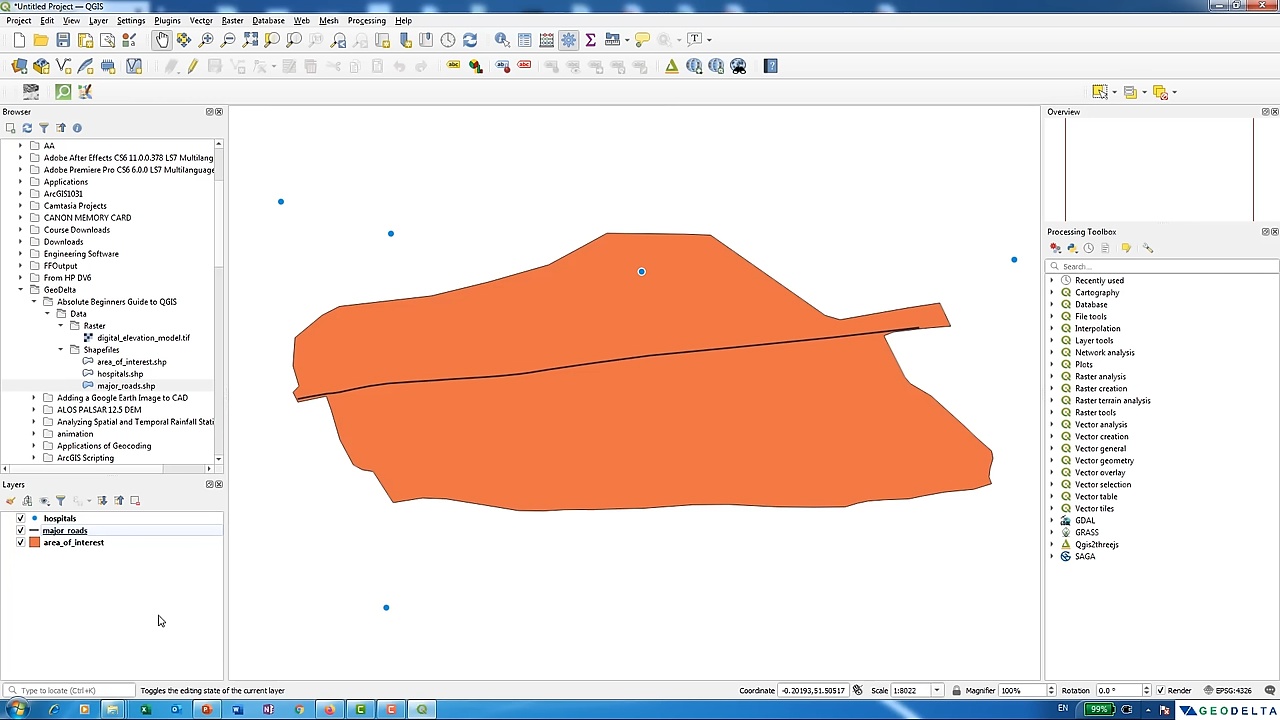 *Untitled Project — QGIS
Project Edit View Layer Settings Plugins Vector Raster Database Web Mesh Processing Help
Browser
AA
Adobe After Effects CS6 11.0.0.378 LS7 Multilang
Adobe Premiere Pro CS6 6.0.0 LS7 Multilanguage
Applications
ArcGIS1031
Camtasia Projects
CANON MEMORY CARD
Course Downloads
Downloads
Engineering Software
FFOutput
From HP DV6
GeoDelta
Absolute Beginners Guide to QGIS
Data
Raster
digital_elevation_model.tif
Shapefiles
area_of_interest.shp
hospitals.shp
major_roads.shp
Adding a Google Earth Image to CAD
ALOS PALSAR 12.5 DEM
Analyzing Spatial and Temporal Rainfall Stati
animation
Applications of Geocoding
ArcGIS Scripting
Layers
hospitals
major_roads
area_of_interest
Overview
Processing Toolbox
Search...
Recently used
Cartography
Database
File tools
Interpolation
Layer tools
Network analysis
Plots
Raster analysis
Raster creation
Raster terrain analysis
Raster tools
Vector analysis
Vector creation
Vector general
Vector geometry
Vector overlay
Vector selection
Vector table
Vector tiles
GDAL
GRASS
Qgis2threejs
SAGA
Type to locate (Ctrl+K) Toggles the editing state of the current layer Coordinate -0.20193,51.50517 Scale 1:8022 Magnifier 100% Rotation 0.0 ° Render EPSG:4326
EN 99% GEODELTA